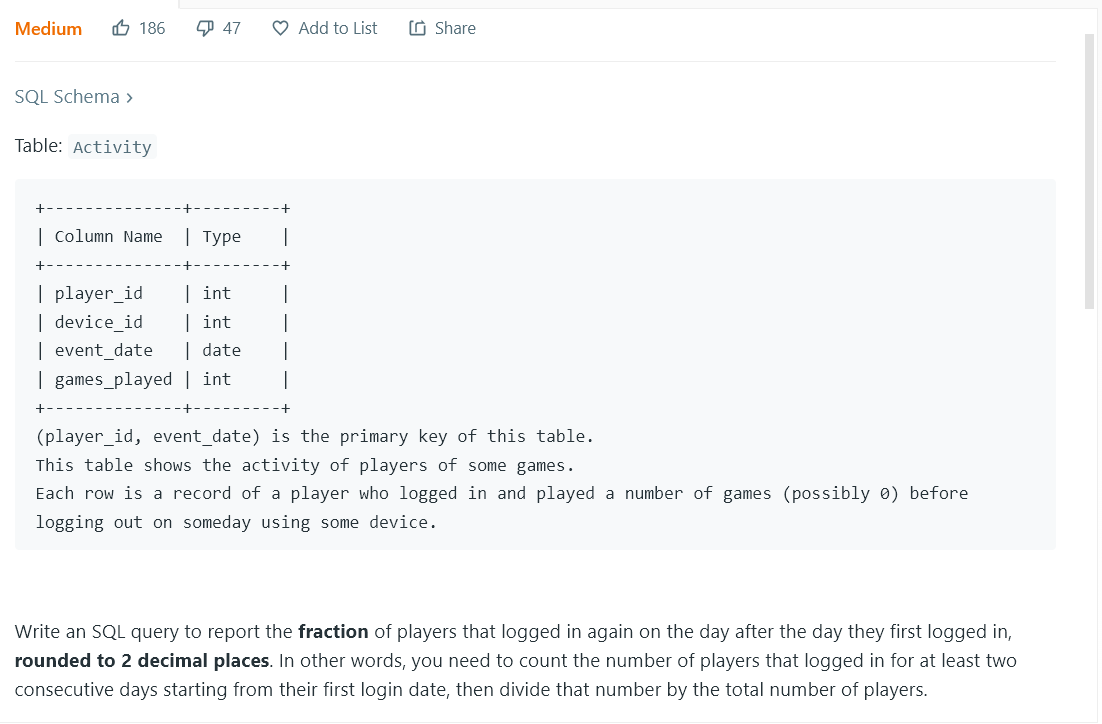 Medium 186 47 Add to List Share
SQL Schema ›
Table: Activity
+--------------+---------+
| Column Name  | Type    |
+--------------+---------+
| player_id    | int     |
| device_id    | int     |
| event_date   | date    |
| games_played | int     |
+--------------+---------+
(player_id, event_date) is the primary key of this table.
This table shows the activity of players of some games.
Each row is a record of a player who logged in and played a number of games (possibly 0) before
logging out on someday using some device.
Write an SQL query to report the fraction of players that logged in again on the day after the day they first logged in,
rounded to 2 decimal places. In other words, you need to count the number of players that logged in for at least two
consecutive days starting from their first login date, then divide that number by the total number of players.